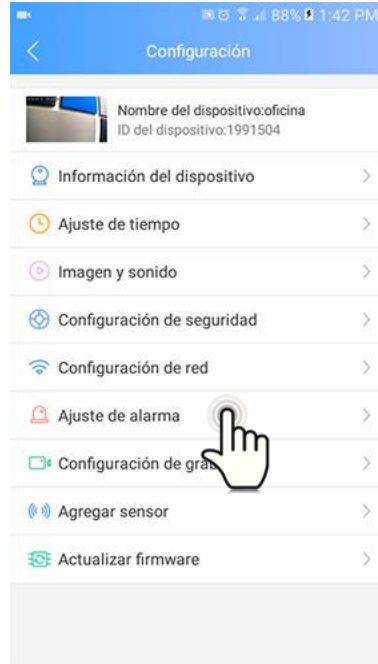 88% 1:42 PM
Configuración
Nombre del dispositivo:oficina
ID del dispositivo:1991504
Información del dispositivo
Ajuste de tiempo
Imagen y sonido
Configuración de seguridad
Configuración de red
Ajuste de alarma
Configuración de
Agregar sensor
Actualizar firmware